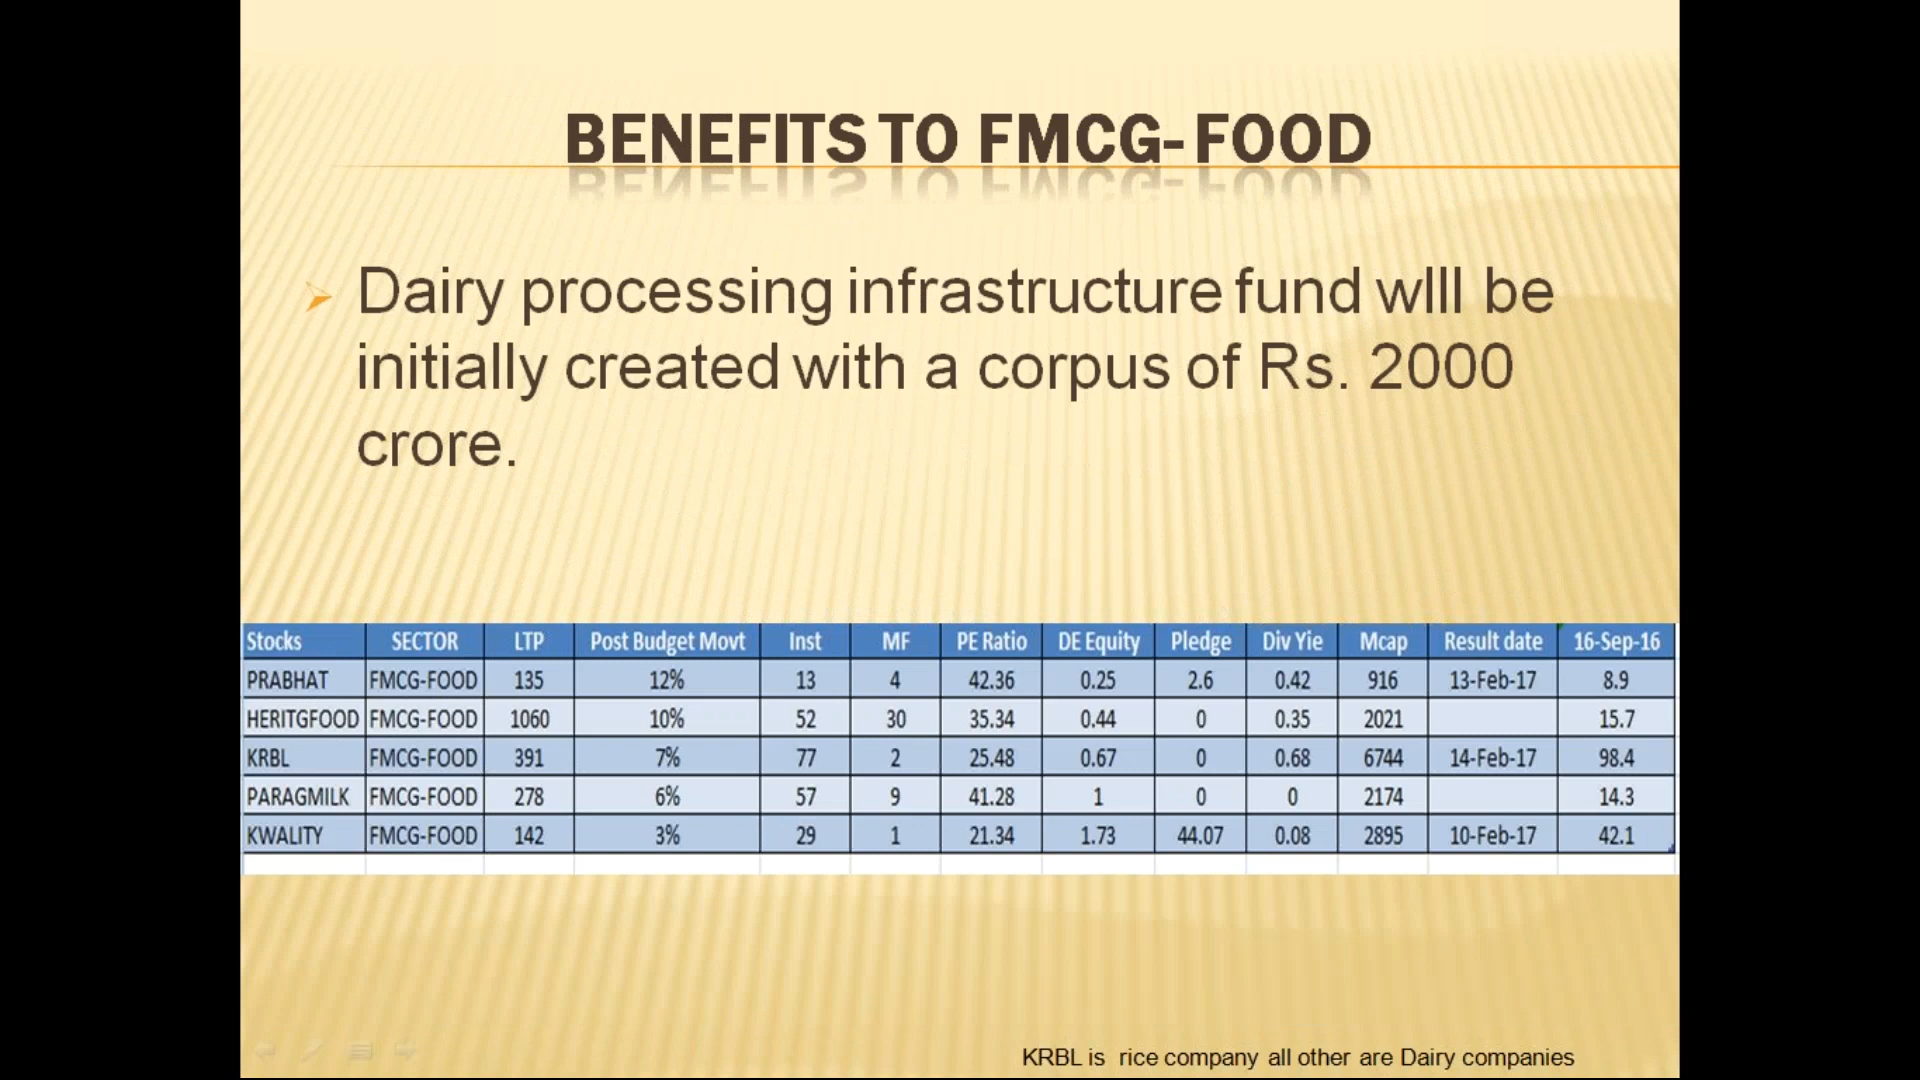 BENEFITS TO FMCG-FOOD
Dairy processing infrastructure fund wlll be
initially created with a corpus of Rs. 2000
crore.
Stocks SECTOR LTP Post Budget Movt Inst MF PE Ratio DE Equity Pledge Div Yie Mcap Result date 16-Sep-16
PRABHAT FMCG-FOOD 135 12% 13 4 42.36 0.25 2.6 0.42 916 13-Feb-17 8.9
HERITGFOOD FMCG-FOOD 1060 10% 52 30 35.34 0.44 0 0.35 2021 15.7
KRBL FMCG-FOOD 391 7% 77 2 25.48 0.67 0 0.68 6744 14-Feb-17 98.4
PARAGMILK FMCG-FOOD 278 6% 57 9 41.28 1 0 0 2174 14.3
KWALITY FMCG-FOOD 142 3% 29 1 21.34 1.73 44.07 0.08 2895 10-Feb-17 42.1
KRBL is rice company all other are Dairy companies